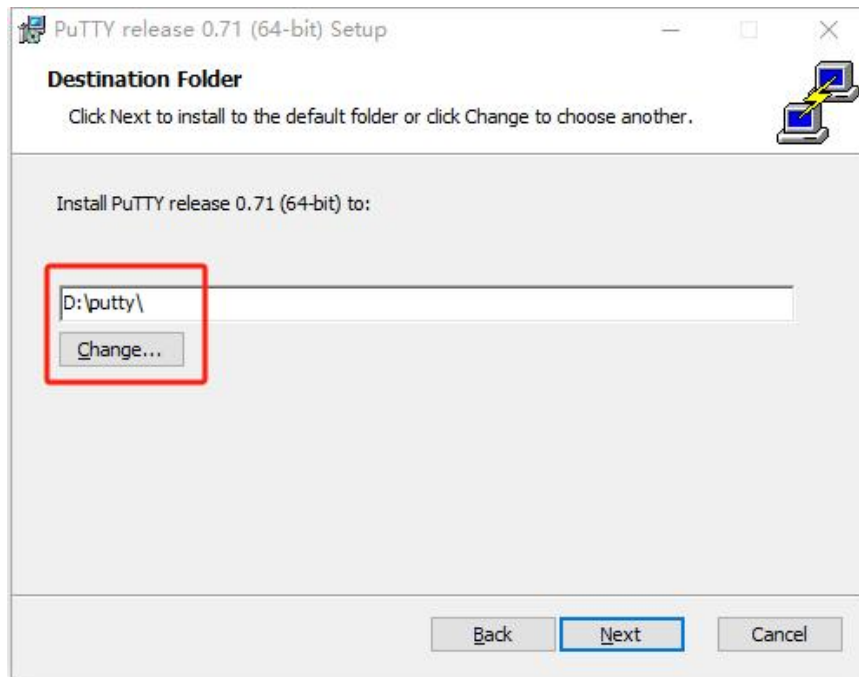 PuTTY release 0.71 (64-bit) Setup
Destination Folder
Click Next to install to the default folder or click Change to choose another.
Install PuTTY release 0.71 (64-bit) to:
D:\putty\
Change...
Back Next Cancel